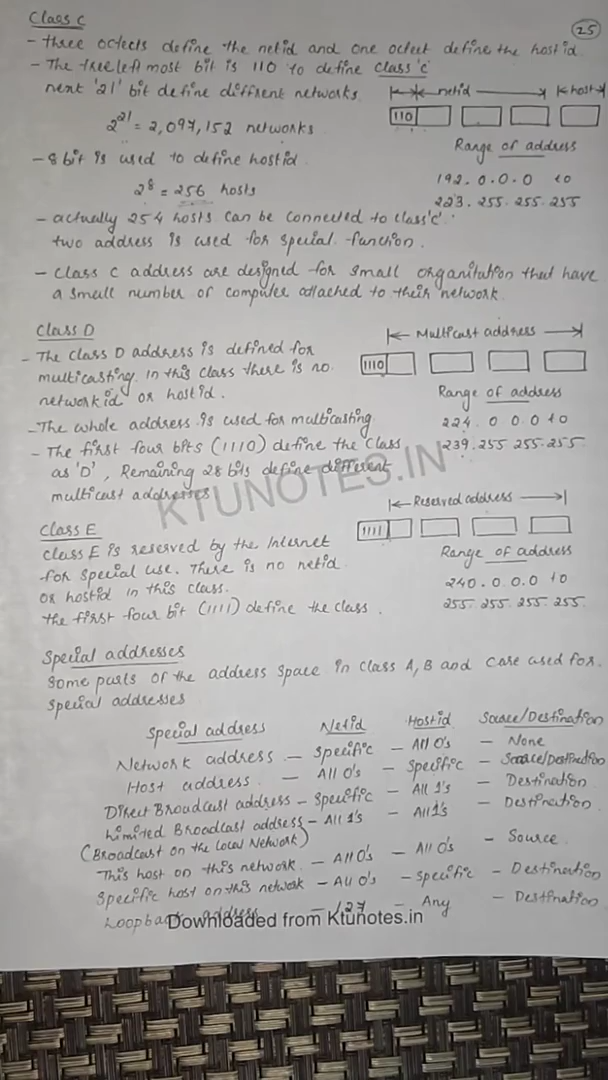 25
Class C
- three octects define the netid and one octect define the host id
- The three left most bit is 110 to define class 'c'
next '21' bit define diffrent networks.
netid host
110
2^21 = 2,097,152 networks
Range of address
- 8 bit is used to define hostid
192.0.0.0 to
2^8 = 256 hosts
223.255.255.255
- actually 254 hosts can be connected to class 'c'.
two address is used for special function.
- Class C address are designed for small organitation that have
a small number of computer attached to their network.
Class D
Multicast address
- The class D address is defined for
multicasting. In this class there is no
1110
networkid or hostid.
Range of address
- The whole address is used for multicasting
224.0 0.0 to
- The first four bits (1110) define the class
239.255 255.255
as 'D', Remaining 28 bits define different
multicast addresses
KTUNOTES.IN
Reserved address
Class E
1111
Class E is reserved by the Internet
Range of address
for special use. There is no netid
240.0.0.0 to
or hostid in this class.
255.255.255.255.
the first four bit (1111) define the class.
Special addresses
Some parts of the address space in class A, B and C are used for
special addresses
Special address Netid Hostid Source/Destination
Network address - Specific - All 0's - None
Host address - All 0's - Specific - Source/Destination
Direct Broadcast address - Specific - All 1's - Destination
Limited Broadcast address - All 1's - All 1's - Destination
(Broadcast on the Local Network)
This host on this network - All 0's - All 0's - Source
Specific host on this network - All 0's - Specific - Destination
Loopback address - 127 - Any - Destination
Downloaded from Ktunotes.in